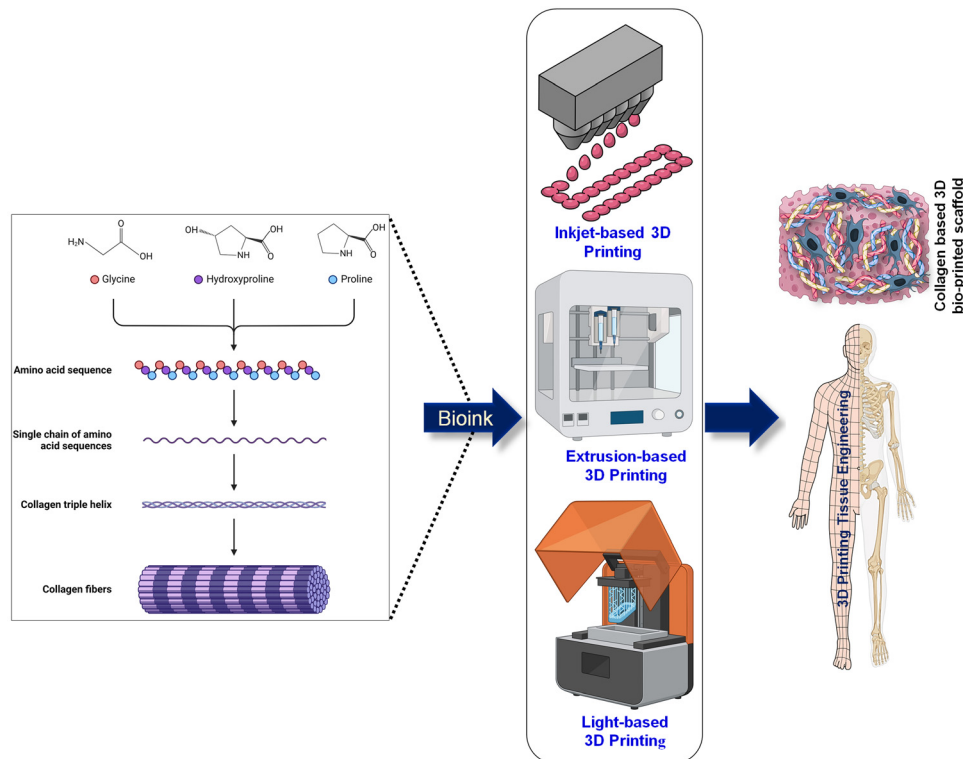 H₂N
O
OH
HO
O
OH
NH
O
OH
NH
Glycine
Hydroxyproline
Proline
Amino acid sequence
Single chain of amino
acid sequences
Collagen triple helix
Collagen fibers
Bioink
Inkjet-based 3D
Printing
Extrusion-based
3D Printing
Light-based
3D Printing
Collagen based 3D
bio-printed scaffold
3D Printing Tissue Engineering